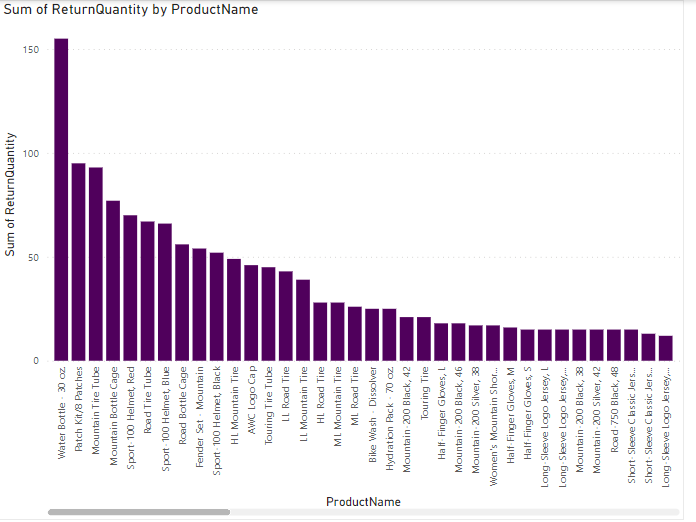 Sum of ReturnQuantity by ProductName
Sum of ReturnQuantity
150
100
50
0
Water Bottle - 30 oz.
Patch Kit/8 Patches
Mountain Tire Tube
Mountain Bottle Cage
Sport-100 Helmet, Red
Road Tire Tube
Sport-100 Helmet, Blue
Road Bottle Cage
Fender Set - Mountain
Sport-100 Helmet, Black
HL Mountain Tire
AWC Logo Cap
Touring Tire Tube
LL Road Tire
LL Mountain Tire
HL Road Tire
ML Mountain Tire
ML Road Tire
Bike Wash - Dissolver
Hydration Pack - 70 oz.
Mountain-200 Black, 42
Touring Tire
Half-Finger Gloves, L
Mountain-200 Black, 46
Mountain-200 Silver, 38
Women's Mountain Shor...
Half-Finger Gloves, M
Half-Finger Gloves, S
Long-Sleeve Logo Jersey, L
Long-Sleeve Logo Jersey,...
Mountain-200 Black, 38
Mountain-200 Silver, 42
Road-750 Black, 48
Short-Sleeve Classic Jers...
Short-Sleeve Classic Jers...
Long-Sleeve Logo Jersey,...
ProductName